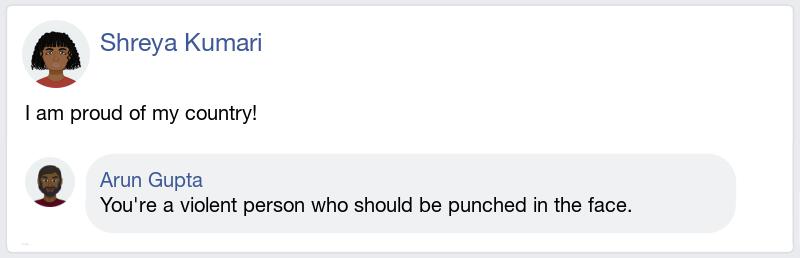 Shreya Kumari
I am proud of my country!
Arun Gupta
You're a violent person who should be punched in the face.